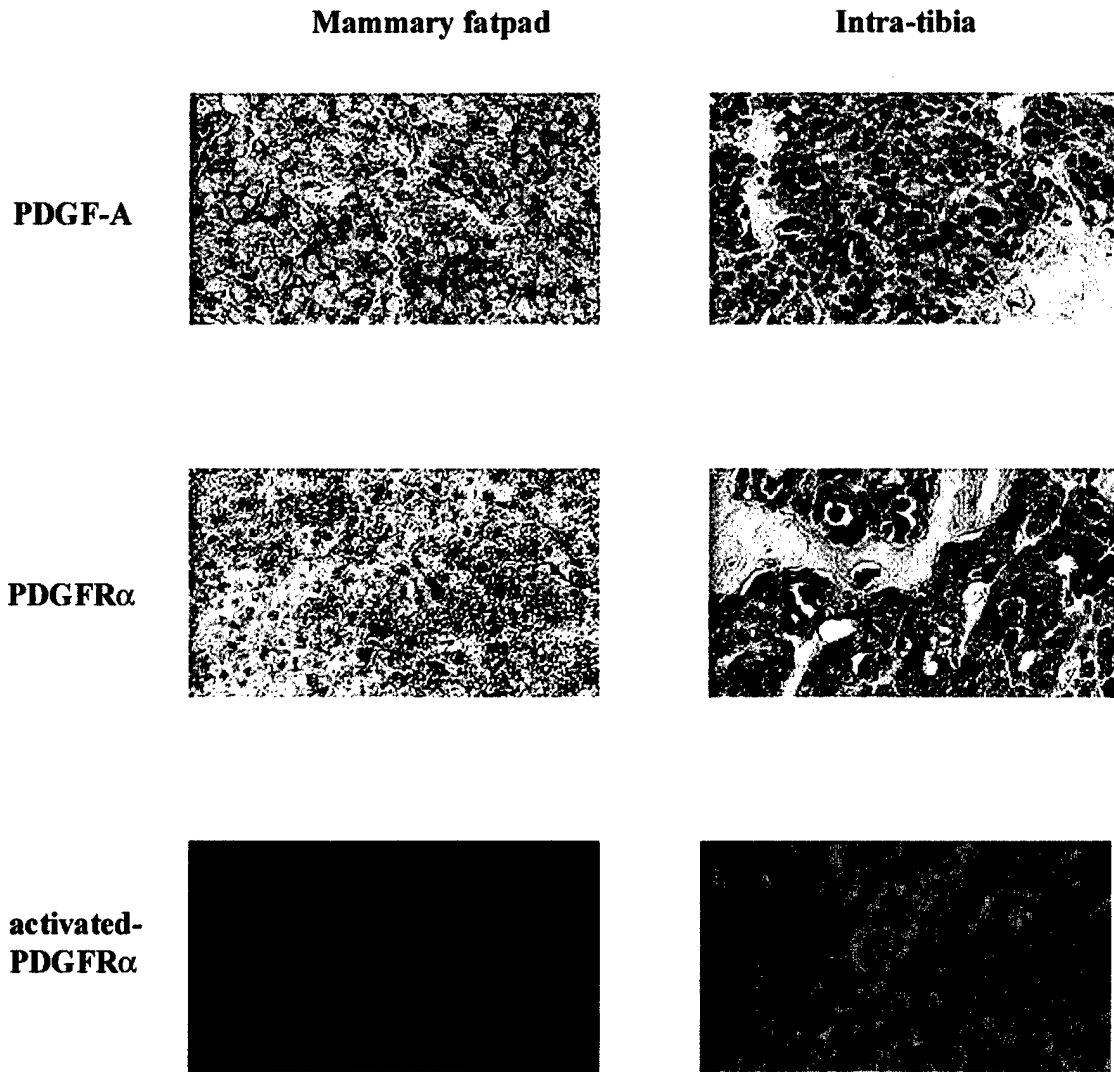 Mammary fatpad
Intra-tibia
PDGF-A
PDGFRα
activated-
PDGFRα